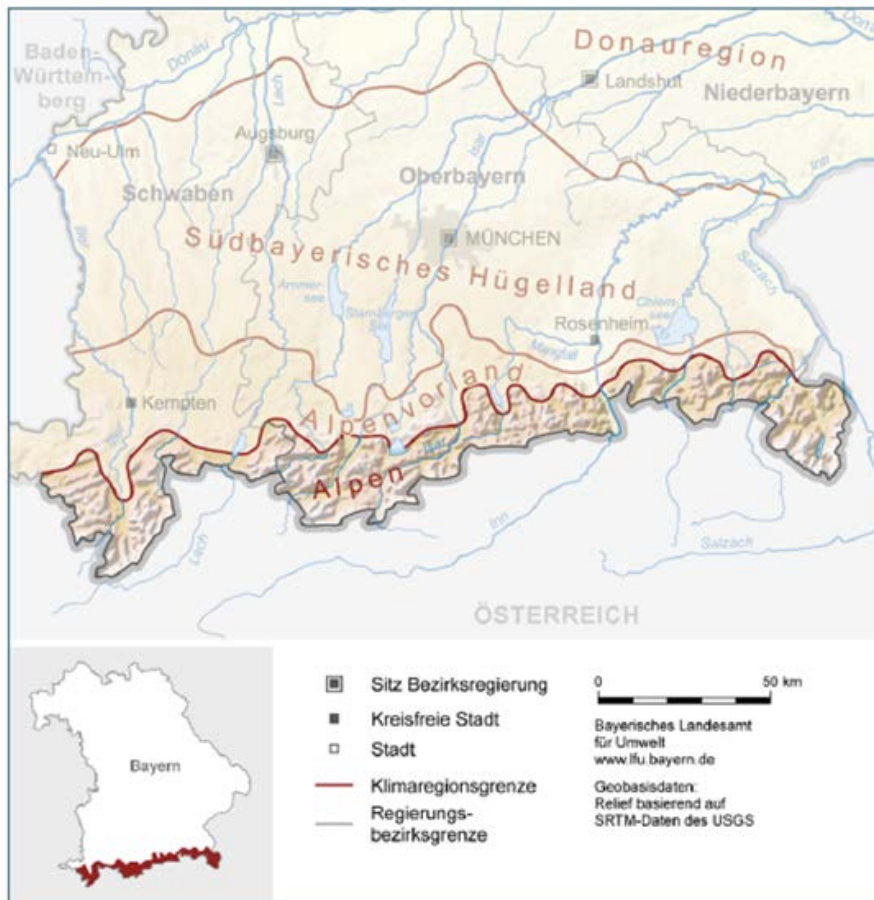 Baden-
Württem-
berg
Donau
Donauregion
Landshut
Niederbayern
Lech
Isar
Inn
Augsburg
Neu-Ulm
Schwaben
Oberbayern
Iller
MÜNCHEN
Südbayerisches Hügelland
Salzach
Ammer-
see
Starnberger
See
Chiem-
see
Rosenheim
Mangfall
Kempten
Alpenvorland
Isar
Alpen
Inn
Lech
Salzach
ÖSTERREICH
Bayern
Sitz Bezirksregierung
Kreisfreie Stadt
Stadt
Klimaregionsgrenze
Regierungs-
bezirksgrenze
0 50 km
Bayerisches Landesamt
für Umwelt
www.lfu.bayern.de
Geobasisdaten:
Relief basierend auf
SRTM-Daten des USGS